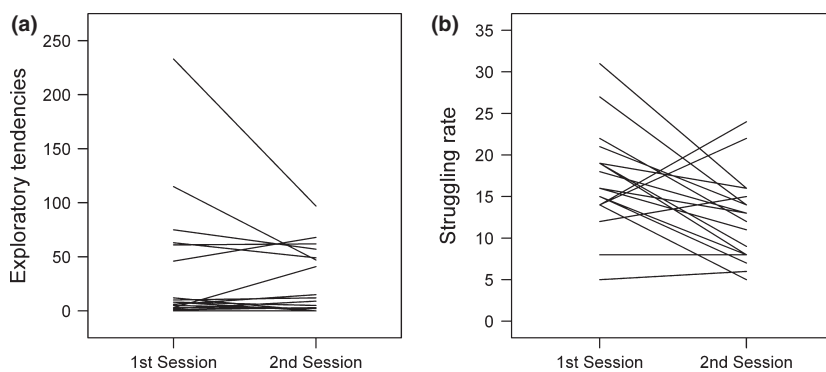 (a)
Exploratory tendencies
250
200
150
100
50
0
1st Session 2nd Session
(b)
Struggling rate
35
30
25
20
15
10
5
0
1st Session 2nd Session